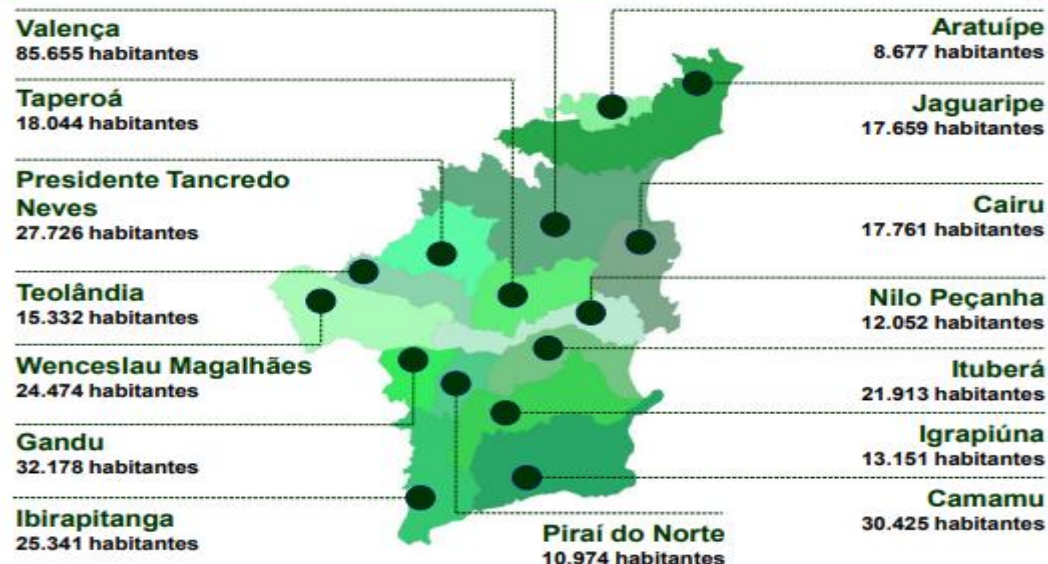 Valença
85.655 habitantes
Taperoá
18.044 habitantes
Presidente Tancredo
Neves
27.726 habitantes
Teolândia
15.332 habitantes
Wenceslau Magalhães
24.474 habitantes
Gandu
32.178 habitantes
Ibirapitanga
25.341 habitantes
Piraí do Norte
10.974 habitantes
Aratuípe
8.677 habitantes
Jaguaripe
17.659 habitantes
Cairu
17.761 habitantes
Nilo Peçanha
12.052 habitantes
Ituberá
21.913 habitantes
Igrapiúna
13.151 habitantes
Camamu
30.425 habitantes